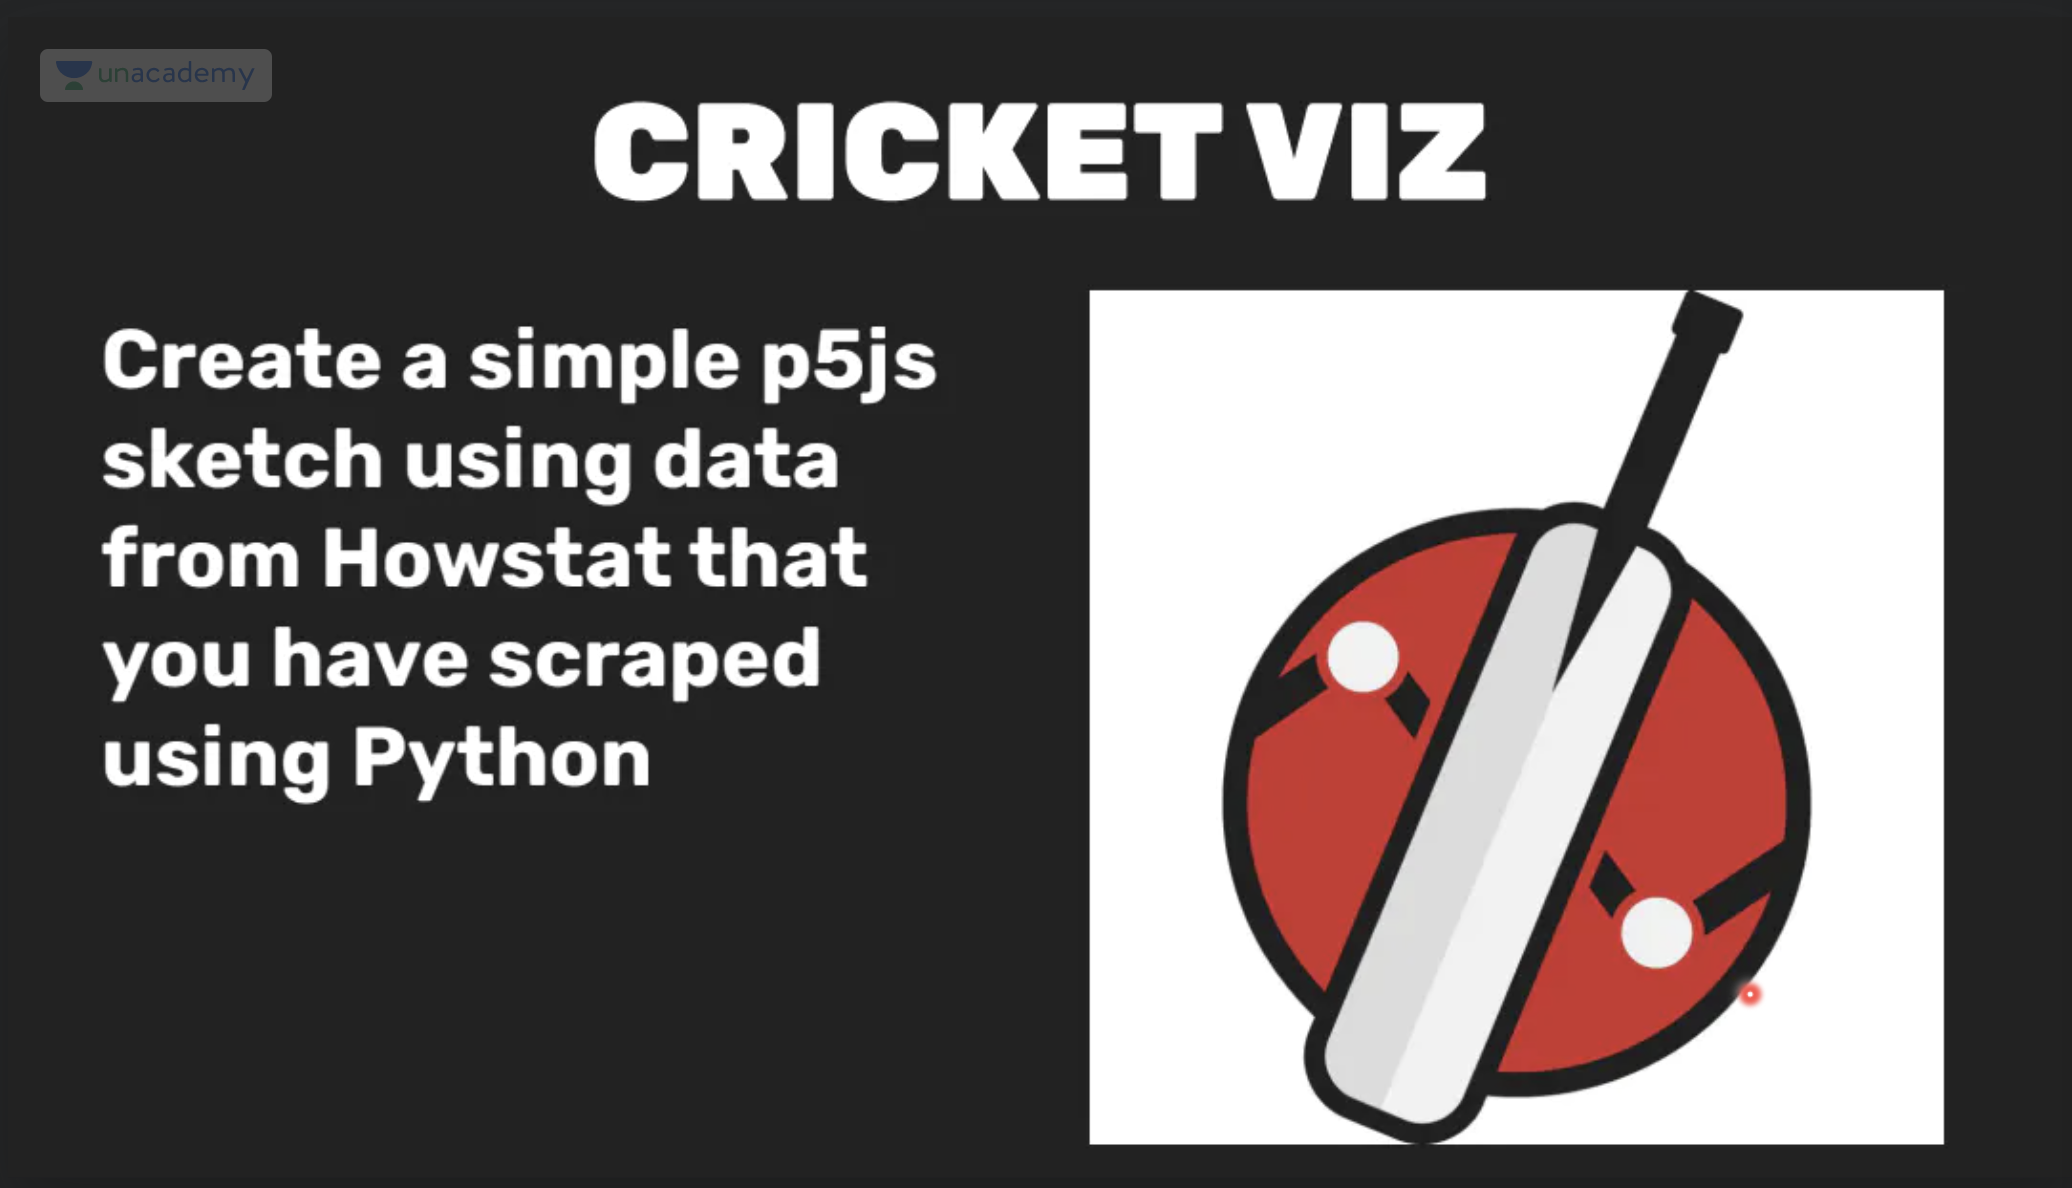 unacademy
CRICKET VIZ
Create a simple p5js
sketch using data
from Howstat that
you have scraped
using Python